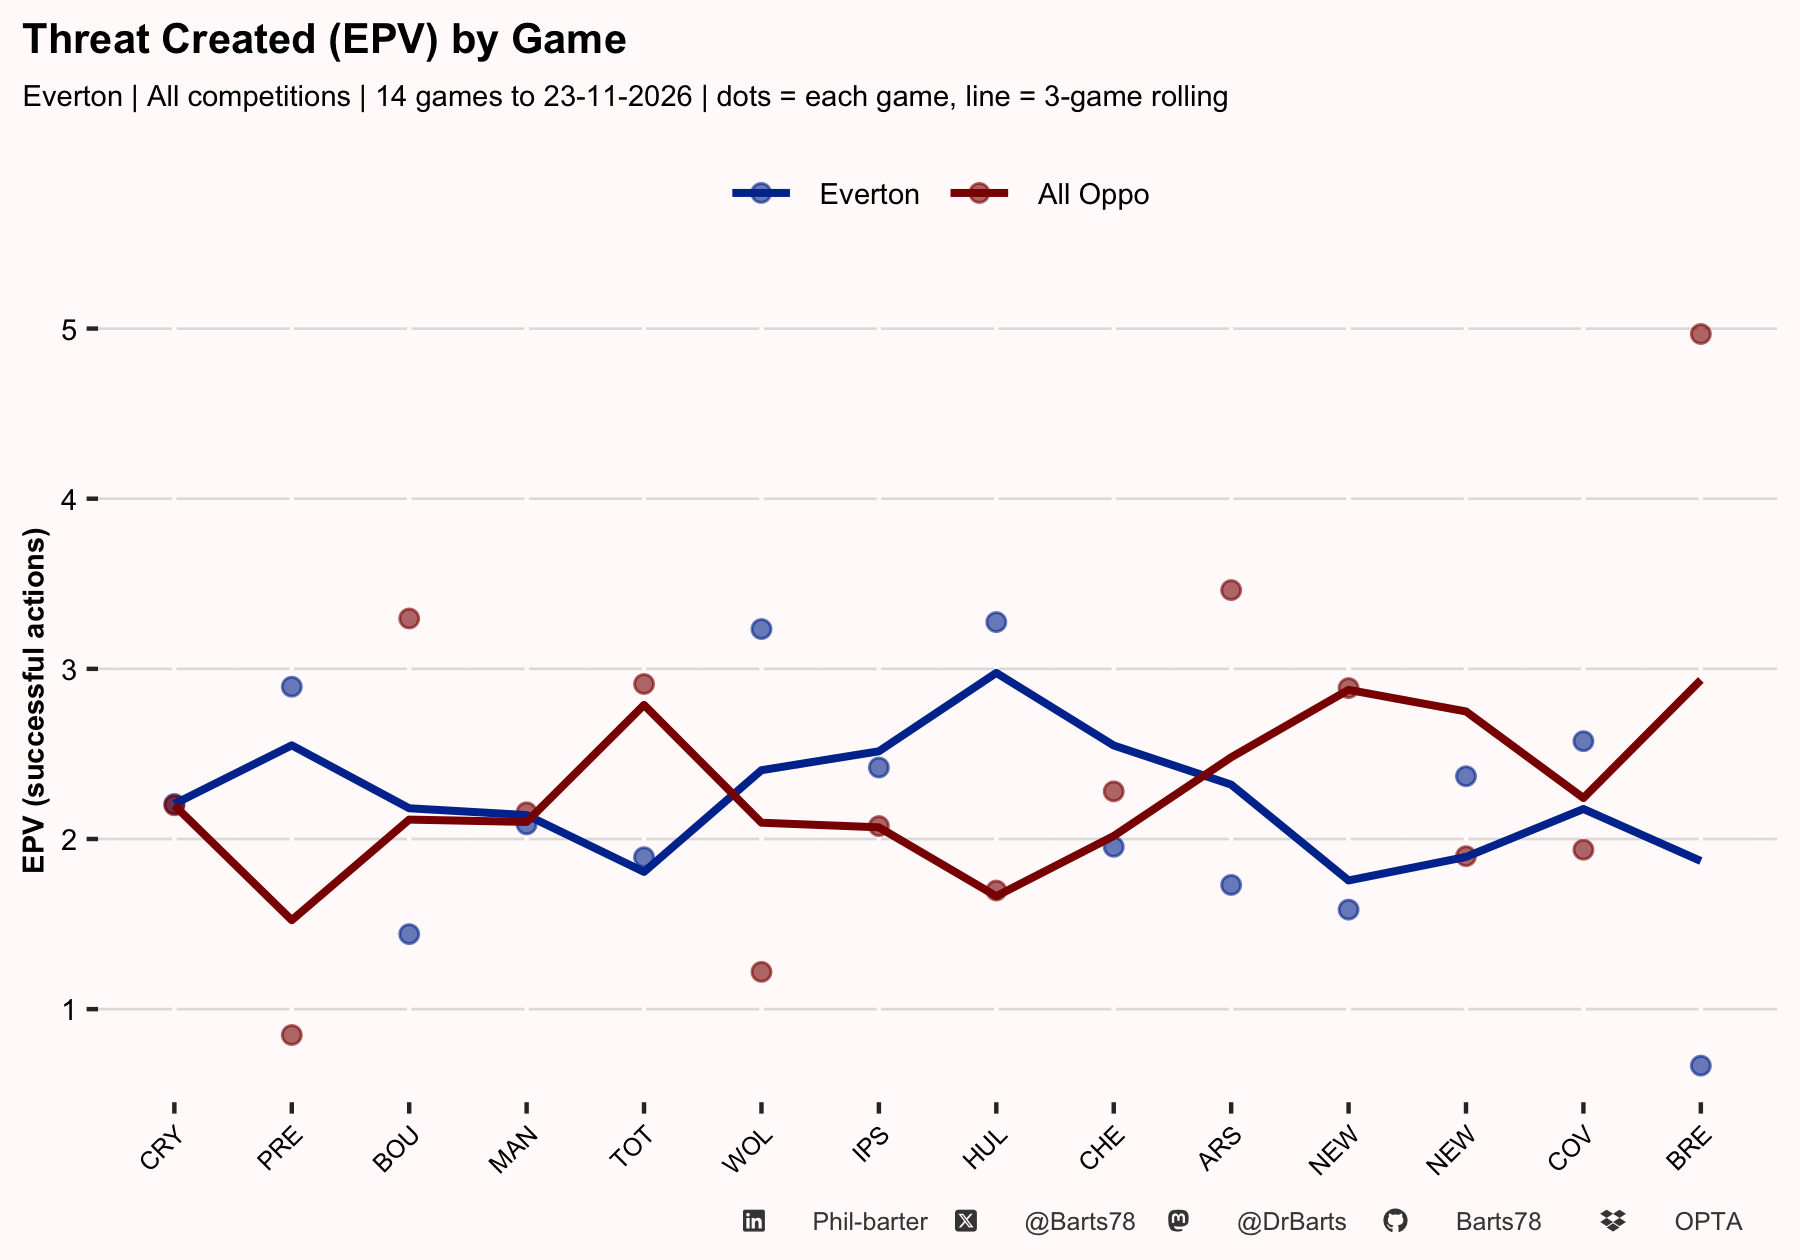 Threat Created (EPV) by Game
Everton | All competitions | 14 games to 23-11-2026 | dots = each game, line = 3-game rolling
Everton All Oppo
EPV (successful actions)
5
4
3
2
1
CRY PRE BOU MAN TOT WOL IPS HUL CHE ARS NEW NEW COV BRE
Phil-barter @Barts78 @DrBarts Barts78 OPTA